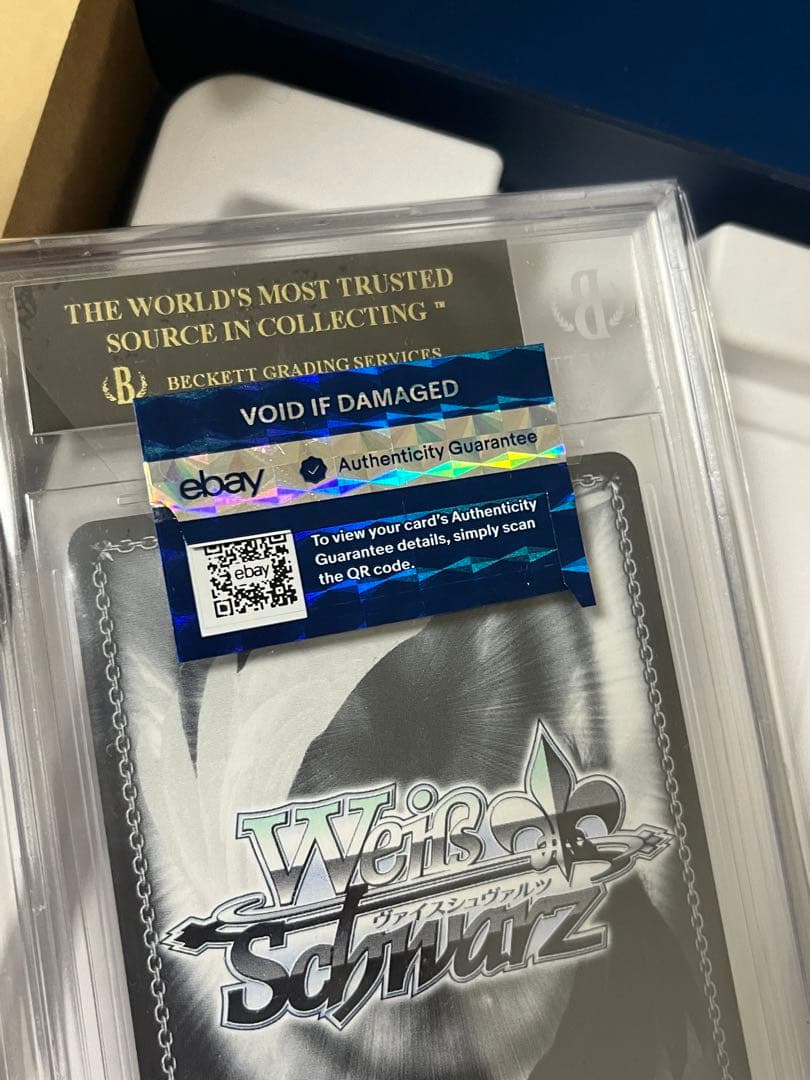 THE WORLD'S MOST TRUSTED
SOURCE IN COLLECTING ™
B BECKETT GRADING SERVICES
VOID IF DAMAGED
ebay Authenticity Guarantee
To view your card's Authenticity
Guarantee details, simply scan
the QR code.
ebay
Weiß
ヴァイスシュヴァルツ
Schwarz